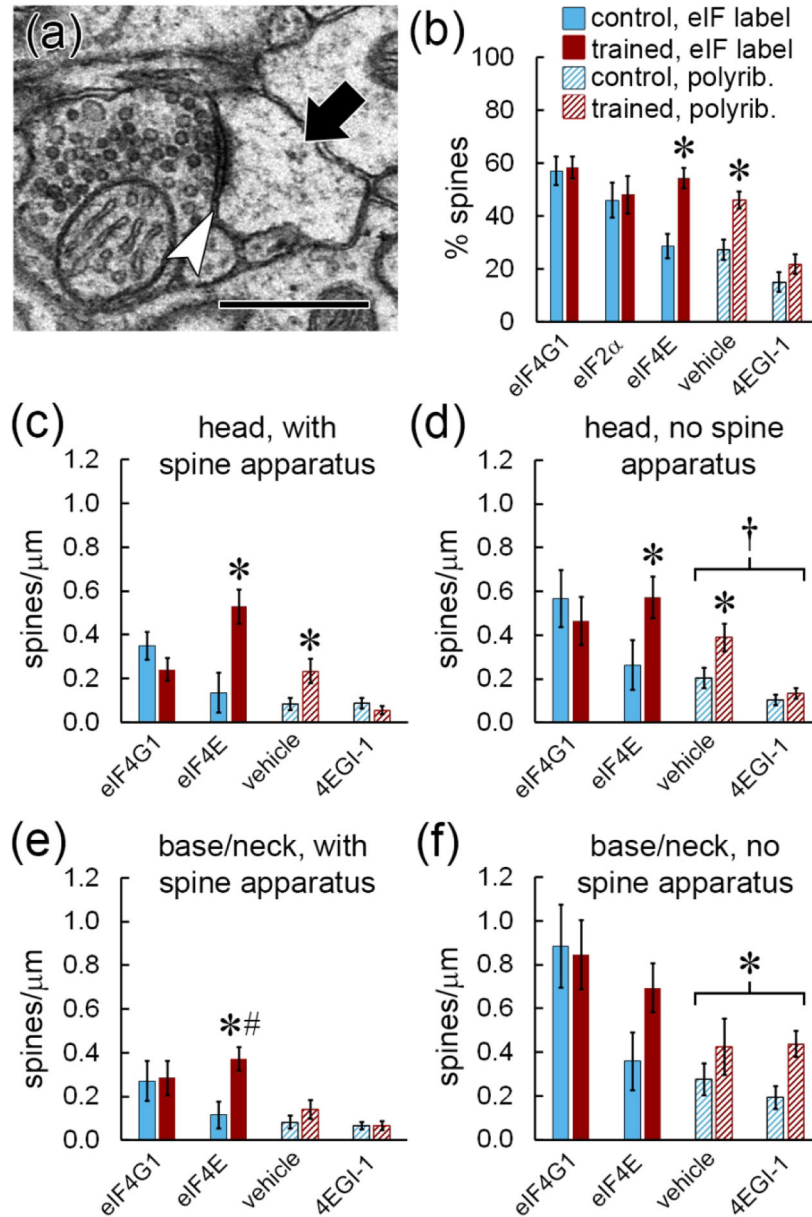 (a)
(b)
control, eIF label
trained, eIF label
control, polyrib.
trained, polyrib.
% spines
100
80
60
40
20
0
*
*
eIF4G1
eIF2α
eIF4E
vehicle
4EGI-1
(c)
head, with
spine apparatus
spines/μm
1.2
1.0
0.8
0.6
0.4
0.2
0.0
*
*
eIF4G1
eIF4E
vehicle
4EGI-1
(d)
head, no spine
apparatus
spines/μm
1.2
1.0
0.8
0.6
0.4
0.2
0.0
*
*
†
eIF4G1
eIF4E
vehicle
4EGI-1
(e)
base/neck, with
spine apparatus
spines/μm
1.2
1.0
0.8
0.6
0.4
0.2
0.0
*#
eIF4G1
eIF4E
vehicle
4EGI-1
(f)
base/neck, no
spine apparatus
spines/μm
1.2
1.0
0.8
0.6
0.4
0.2
0.0
*
eIF4G1
eIF4E
vehicle
4EGI-1